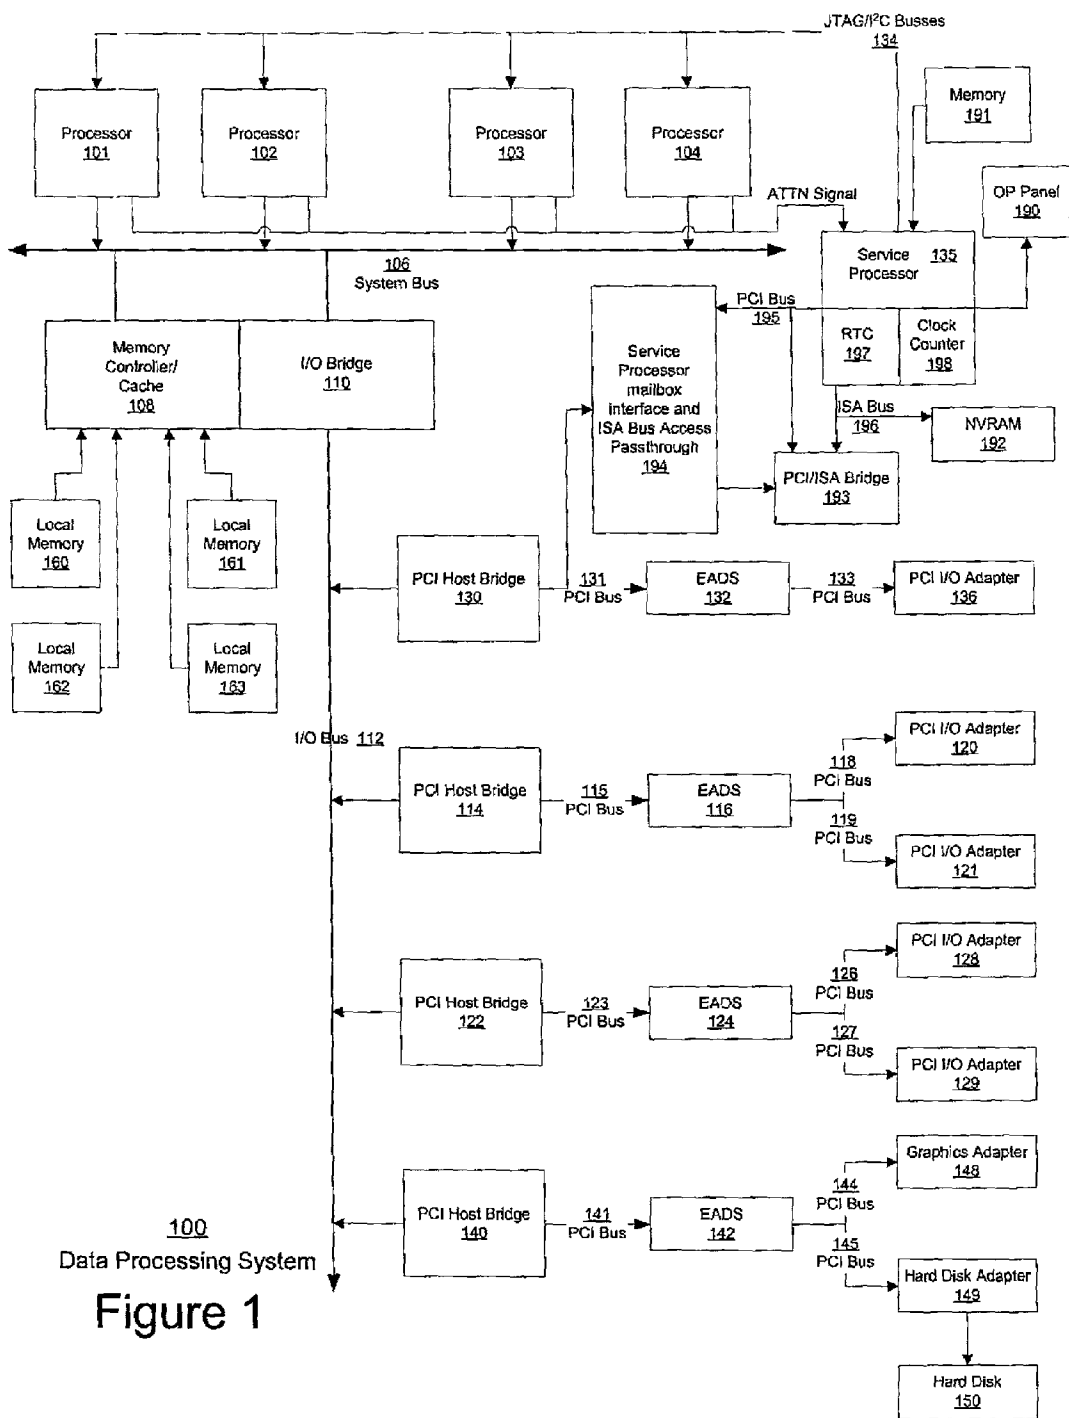 JTAG/I²C Busses
134
Memory
191
Processor
101
Processor
102
Processor
103
Processor
104
ATTN Signal
OP Panel
190
106
System Bus
Service
Processor
135
PCI Bus
195
RTC
197
Clock
Counter
198
Memory
Controller/
Cache
108
I/O Bridge
110
Service
Processor
mailbox
interface and
ISA Bus Access
Passthrough
194
ISA Bus
196
NVRAM
192
PCI/ISA Bridge
193
Local
Memory
160
Local
Memory
161
PCI Host Bridge
130
131
PCI Bus
EADS
132
133
PCI Bus
PCI I/O Adapter
136
Local
Memory
162
Local
Memory
163
I/O Bus 112
PCI Host Bridge
114
115
PCI Bus
EADS
116
118
PCI Bus
119
PCI Bus
PCI I/O Adapter
120
PCI I/O Adapter
121
PCI Host Bridge
122
123
PCI Bus
EADS
124
126
PCI Bus
127
PCI Bus
PCI I/O Adapter
128
PCI I/O Adapter
129
PCI Host Bridge
140
141
PCI Bus
EADS
142
144
PCI Bus
145
PCI Bus
Graphics Adapter
148
Hard Disk Adapter
149
Hard Disk
150
100
Data Processing System
Figure 1